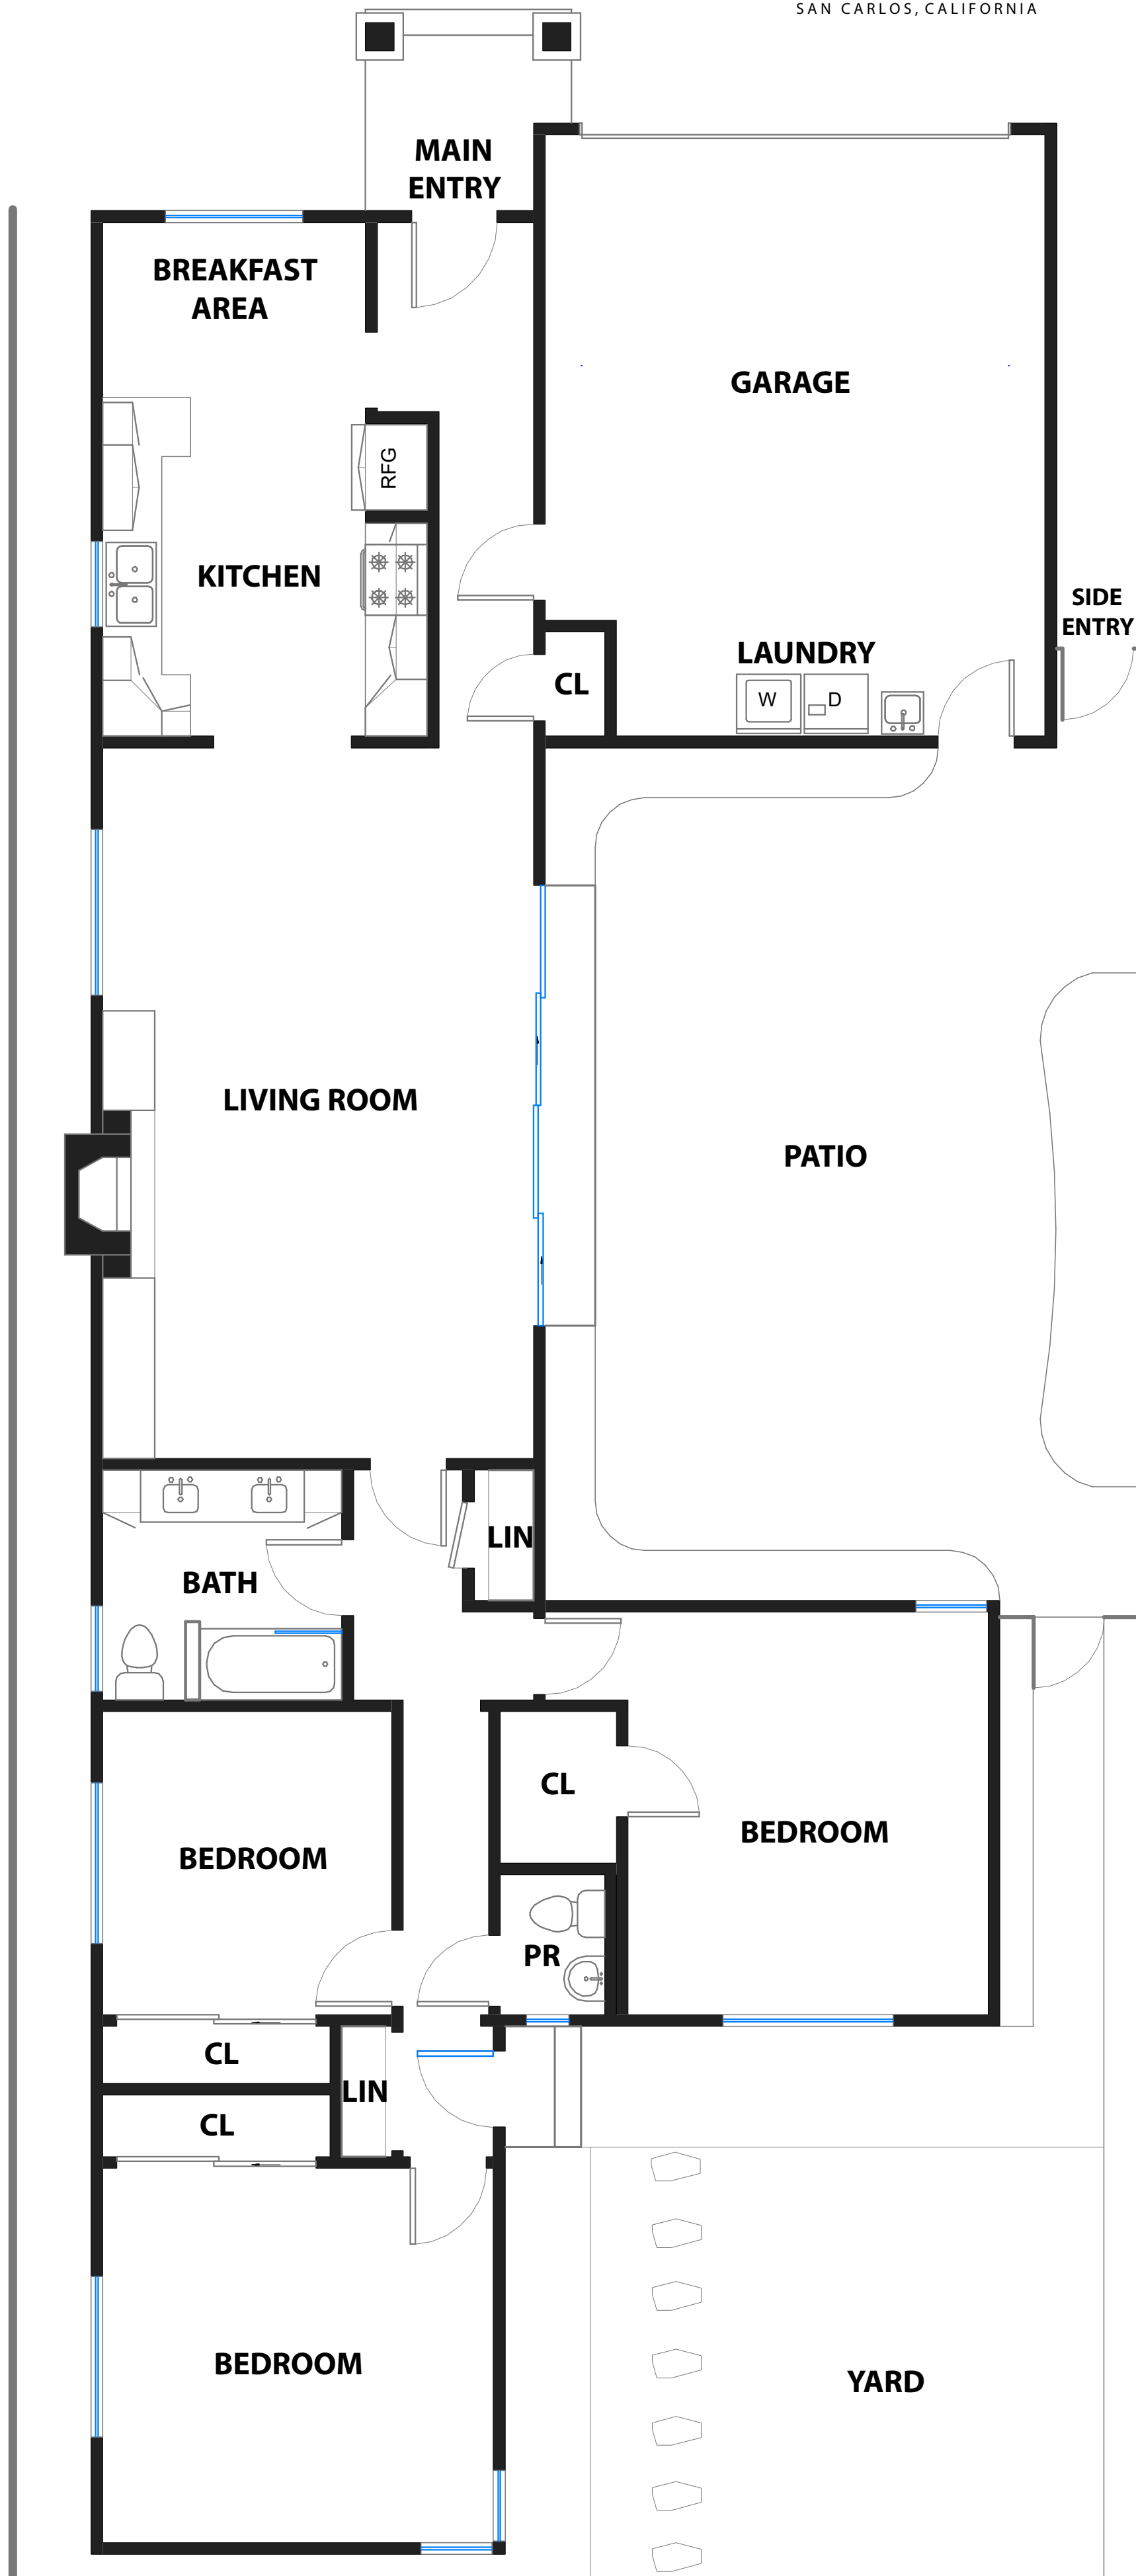 SAN CARLOS, CALIFORNIA
MAIN
ENTRY
BREAKFAST
AREA
GARAGE
RFG
KITCHEN
SIDE
ENTRY
LAUNDRY
CL
W
D
LIVING ROOM
PATIO
LIN
BATH
CL
BEDROOM
BEDROOM
PR
CL
LIN
CL
BEDROOM
YARD